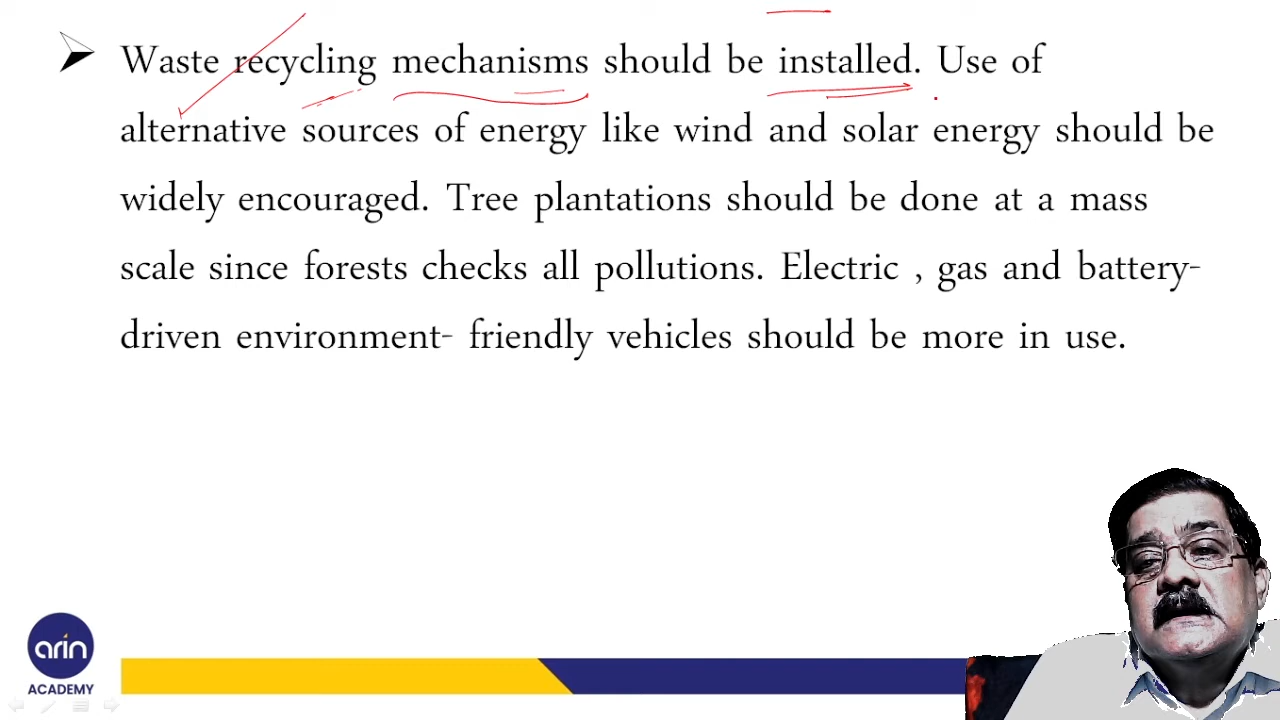 Waste recycling mechanisms should be installed. Use of
alternative sources of energy like wind and solar energy should be
widely encouraged. Tree plantations should be done at a mass
scale since forests checks all pollutions. Electric , gas and battery-
driven environment- friendly vehicles should be more in use.
arin
ACADEMY